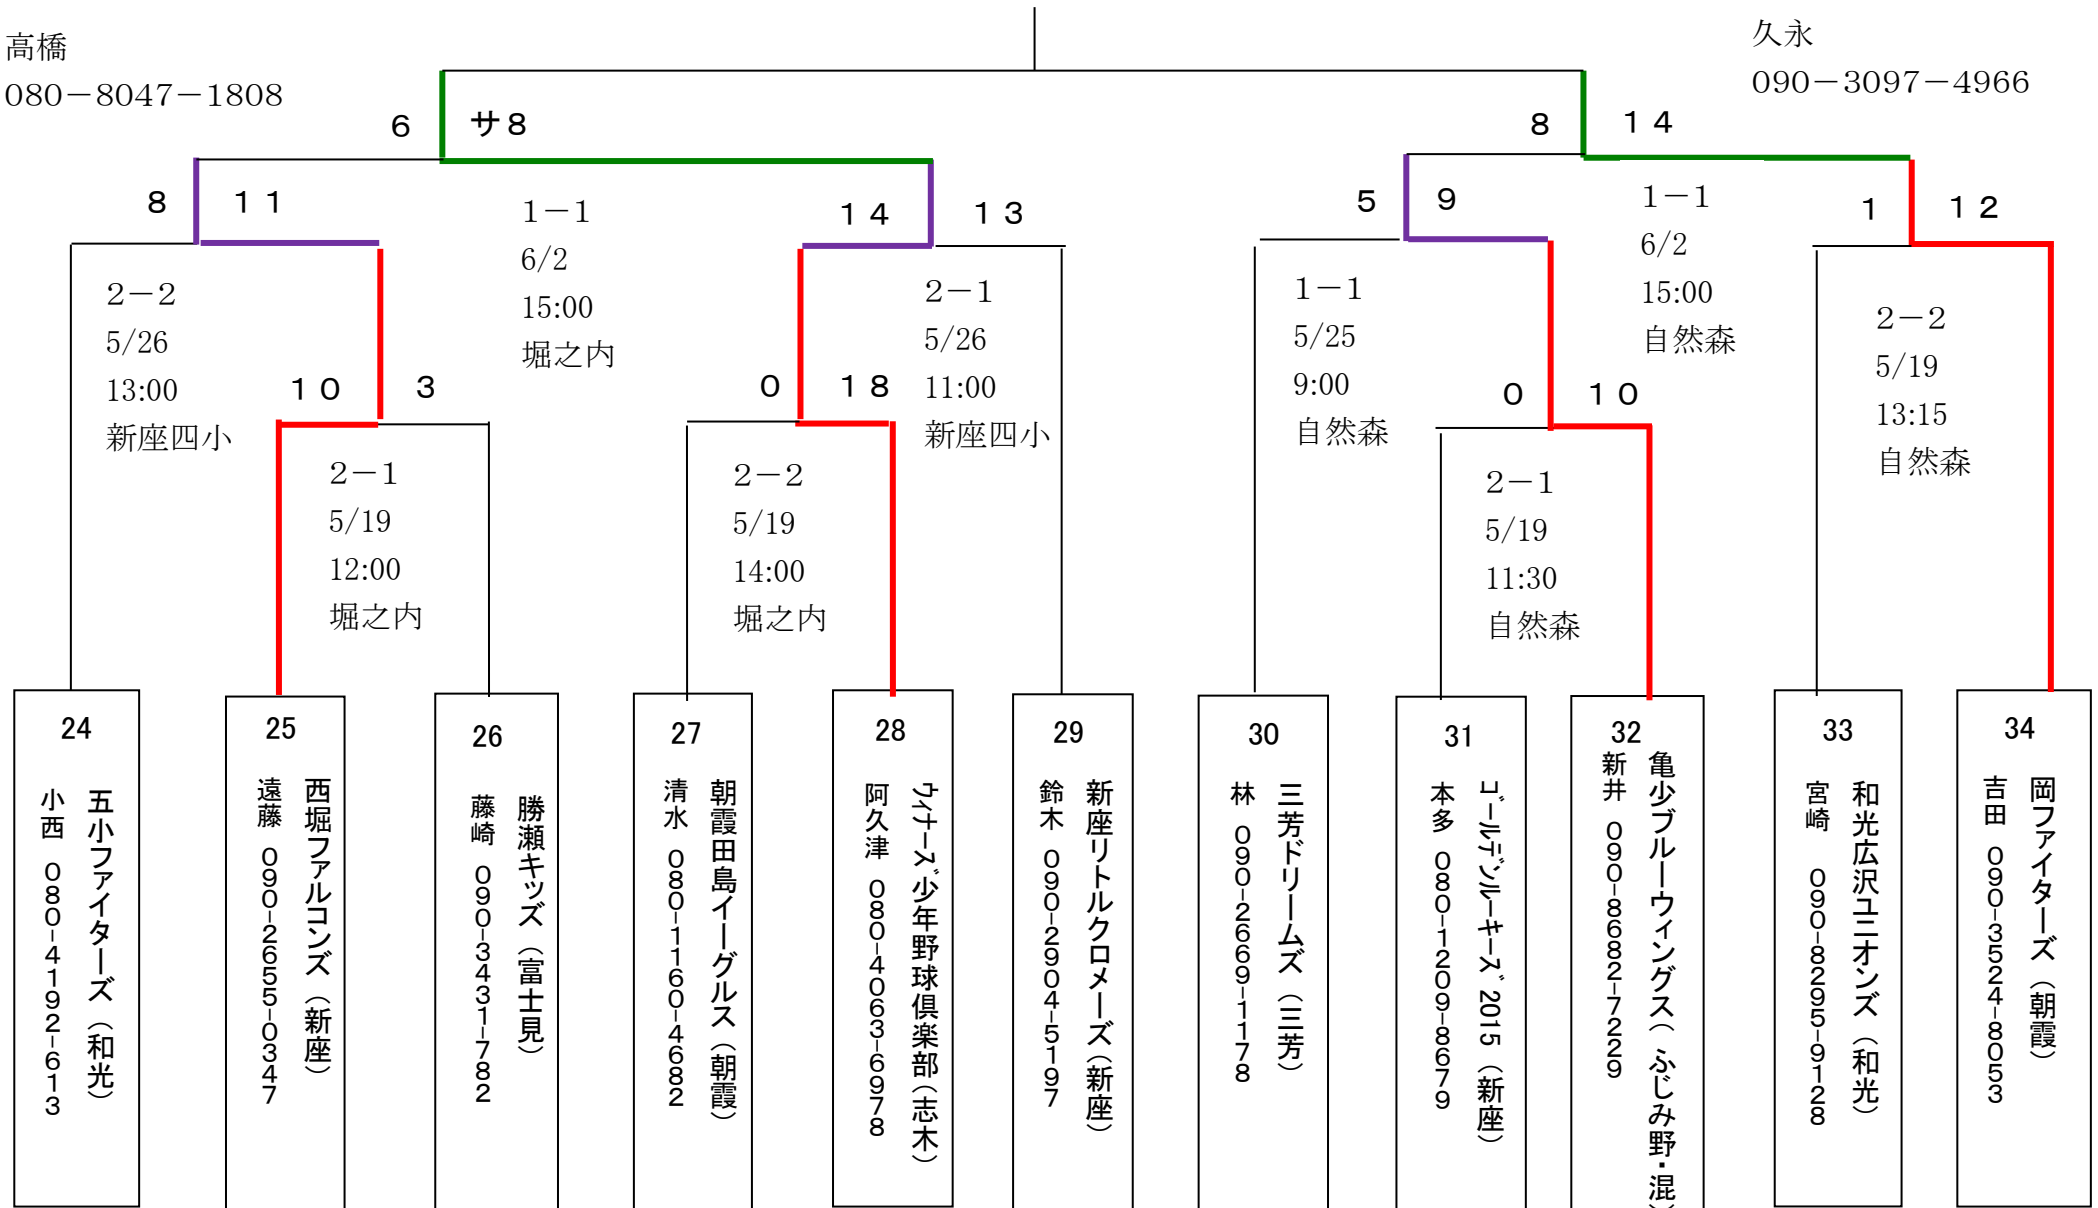 高橋
080－8047－1808
久永
090－3097－4966
6 サ8
8 14
8 11
14 13
5 9
1 12
1－1
6/2
15:00
堀之内
1－1
6/2
15:00
自然森
2－2
5/26
13:00
新座四小
2－1
5/26
11:00
新座四小
1－1
5/25
9:00
自然森
2－2
5/19
13:15
自然森
10 3
0 18
0 10
2－1
5/19
12:00
堀之内
2－2
5/19
14:00
堀之内
2－1
5/19
11:30
自然森
24
五小ファイターズ（和光）
小西 080-4192-613
25
西堀ファルコンズ（新座）
遠藤 090-2655-0347
26
勝瀬キッズ（富士見）
藤崎 090-3431-782
27
朝霞田島イーグルス（朝霞）
清水 080-1160-4682
28
ｳｨﾅｰｽﾞ少年野球倶楽部（志木）
阿久津 080-4063-6978
29
新座リトルクロメーズ（新座）
鈴木 090-2904-5197
30
三芳ドリームズ（三芳）
林 090-2669-1178
31
ｺﾞｰﾙﾃﾞﾝﾙｰｷｰｽﾞ2015（新座）
本多 080-1209-8679
32
亀少ブルーウィングス（ふじみ野・混）
新井 090-8682-7229
33
和光広沢ユニオンズ（和光）
宮崎 090-8295-9128
34
岡ファイターズ（朝霞）
吉田 090-3524-8053